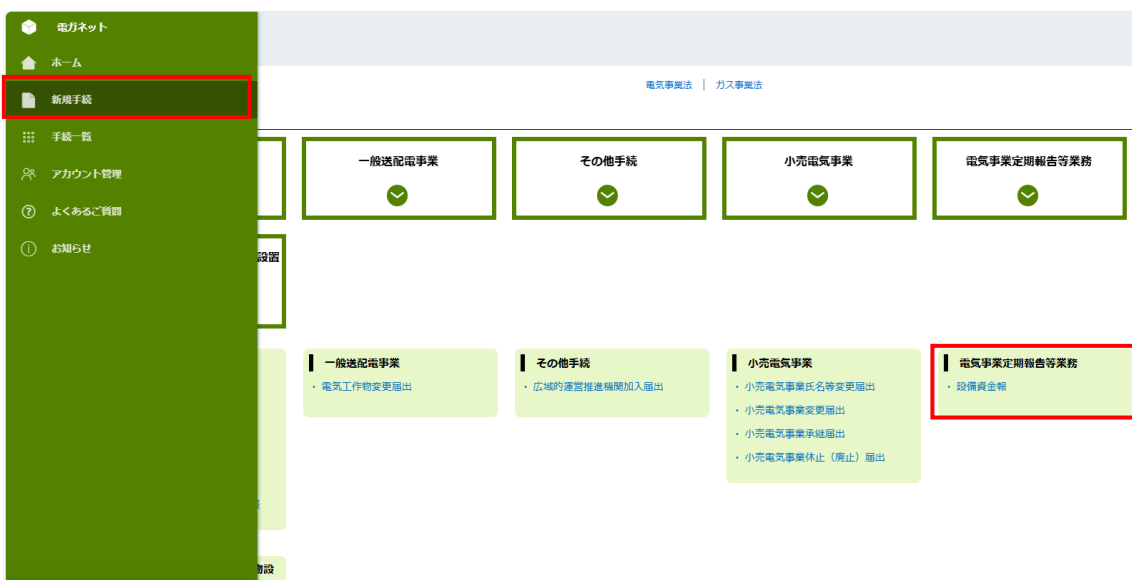 電ガネット
ホーム
新規手続
手続一覧
アカウント管理
よくあるご質問
お知らせ
電気事業法 | ガス事業法
一般送配電事業
その他手続
小売電気事業
電気事業定期報告等業務
設置
一般送配電事業
・電気工作物変更届出
その他手続
・広域的運営推進機関加入届出
小売電気事業
・小売電気事業氏名等変更届出
・小売電気事業変更届出
・小売電気事業承継届出
・小売電気事業休止（廃止）届出
電気事業定期報告等業務
・設備資金報
物設